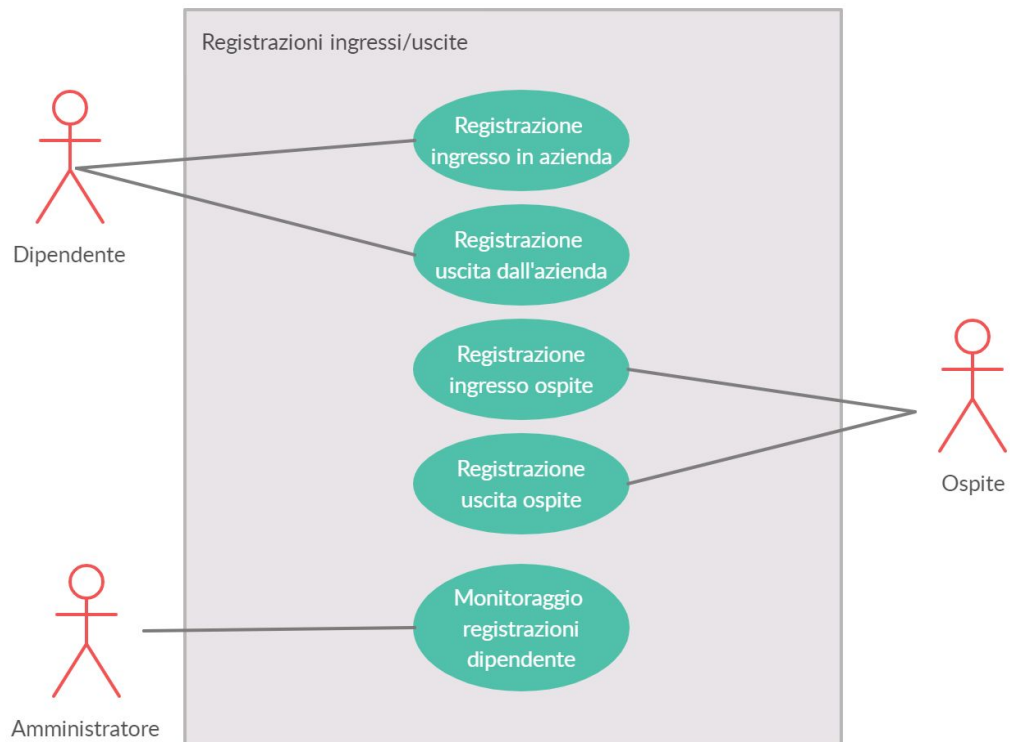 Registrazioni ingressi/uscite
Registrazione
ingresso in azienda
Dipendente
Registrazione
uscita dall'azienda
Registrazione
ingresso ospite
Registrazione
uscita ospite
Ospite
Monitoraggio
registrazioni
dipendente
Amministratore